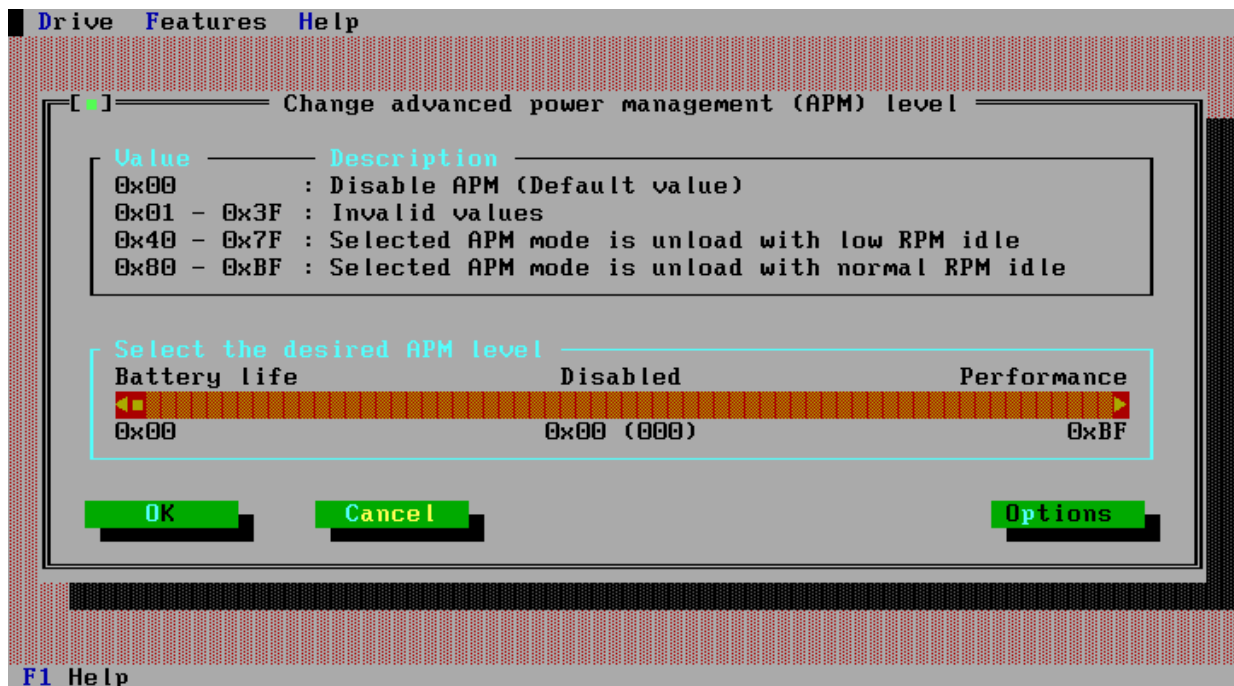 Drive Features Help
[■] Change advanced power management (APM) level
Value Description
0x00 : Disable APM (Default value)
0x01 - 0x3F : Invalid values
0x40 - 0x7F : Selected APM mode is unload with low RPM idle
0x80 - 0xBF : Selected APM mode is unload with normal RPM idle
Select the desired APM level
Battery life Disabled Performance
0x00 0x00 (000) 0xBF
OK Cancel Options
F1 Help